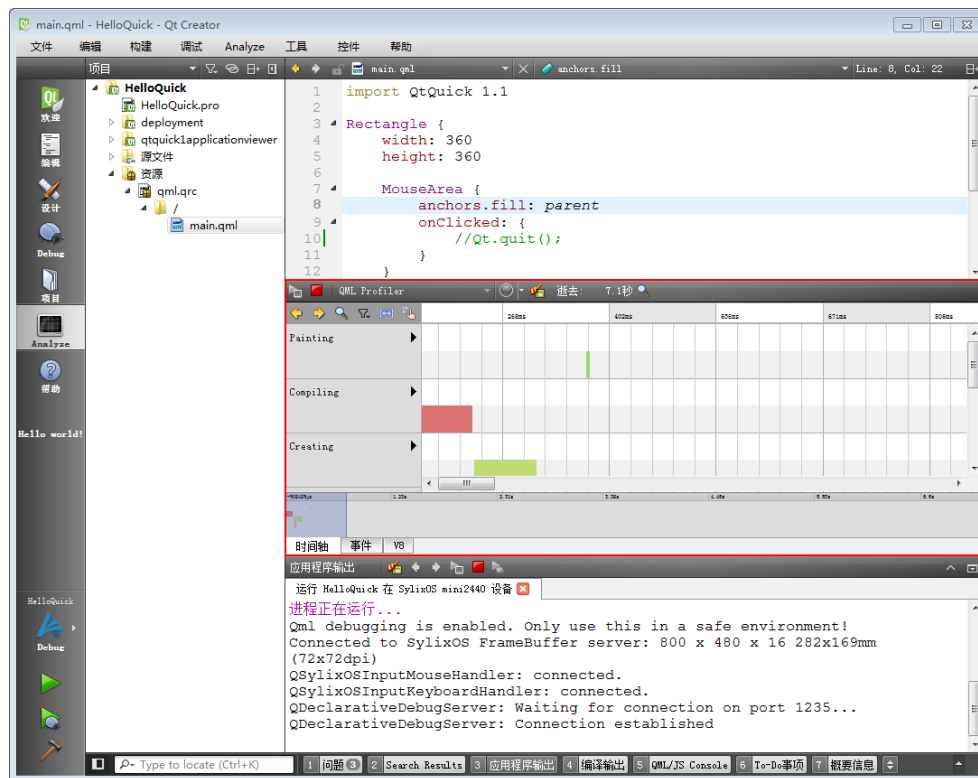 main.qml - HelloQuick - Qt Creator
文件 编辑 构建 调试 Analyze 工具 控件 帮助
项目
main.qml
anchors.fill
Line: 8, Col: 22
欢迎
编辑
设计
Debug
项目
Analyze
帮助
Hello world!
HelloQuick
Debug
HelloQuick
HelloQuick.pro
deployment
qtquick1applicationviewer
源文件
资源
qml.qrc
/
main.qml
1 import QtQuick 1.1
2
3 Rectangle {
4 width: 360
5 height: 360
6
7 MouseArea {
8 anchors.fill: parent
9 onClicked: {
10 //Qt.quit();
11 }
12 }
QML Profiler 逝去: 7.1秒
268ms 402ms 536ms 671ms 805ms
Painting
Compiling
Creating
时间轴 事件 V8
应用程序输出
运行 HelloQuick 在 SylixOS mini2440 设备
进程正在运行...
Qml debugging is enabled. Only use this in a safe environment!
Connected to SylixOS FrameBuffer server: 800 x 480 x 16 282x169mm
(72x72dpi)
QSylixOSInputMouseHandler: connected.
QSylixOSInputKeyboardHandler: connected.
QDeclarativeDebugServer: Waiting for connection on port 1235...
QDeclarativeDebugServer: Connection established
Type to locate (Ctrl+K) 1 问题 3 2 Search Results 3 应用程序输出 4 编译输出 5 QML/JS Console 6 To-Do事项 7 概要信息